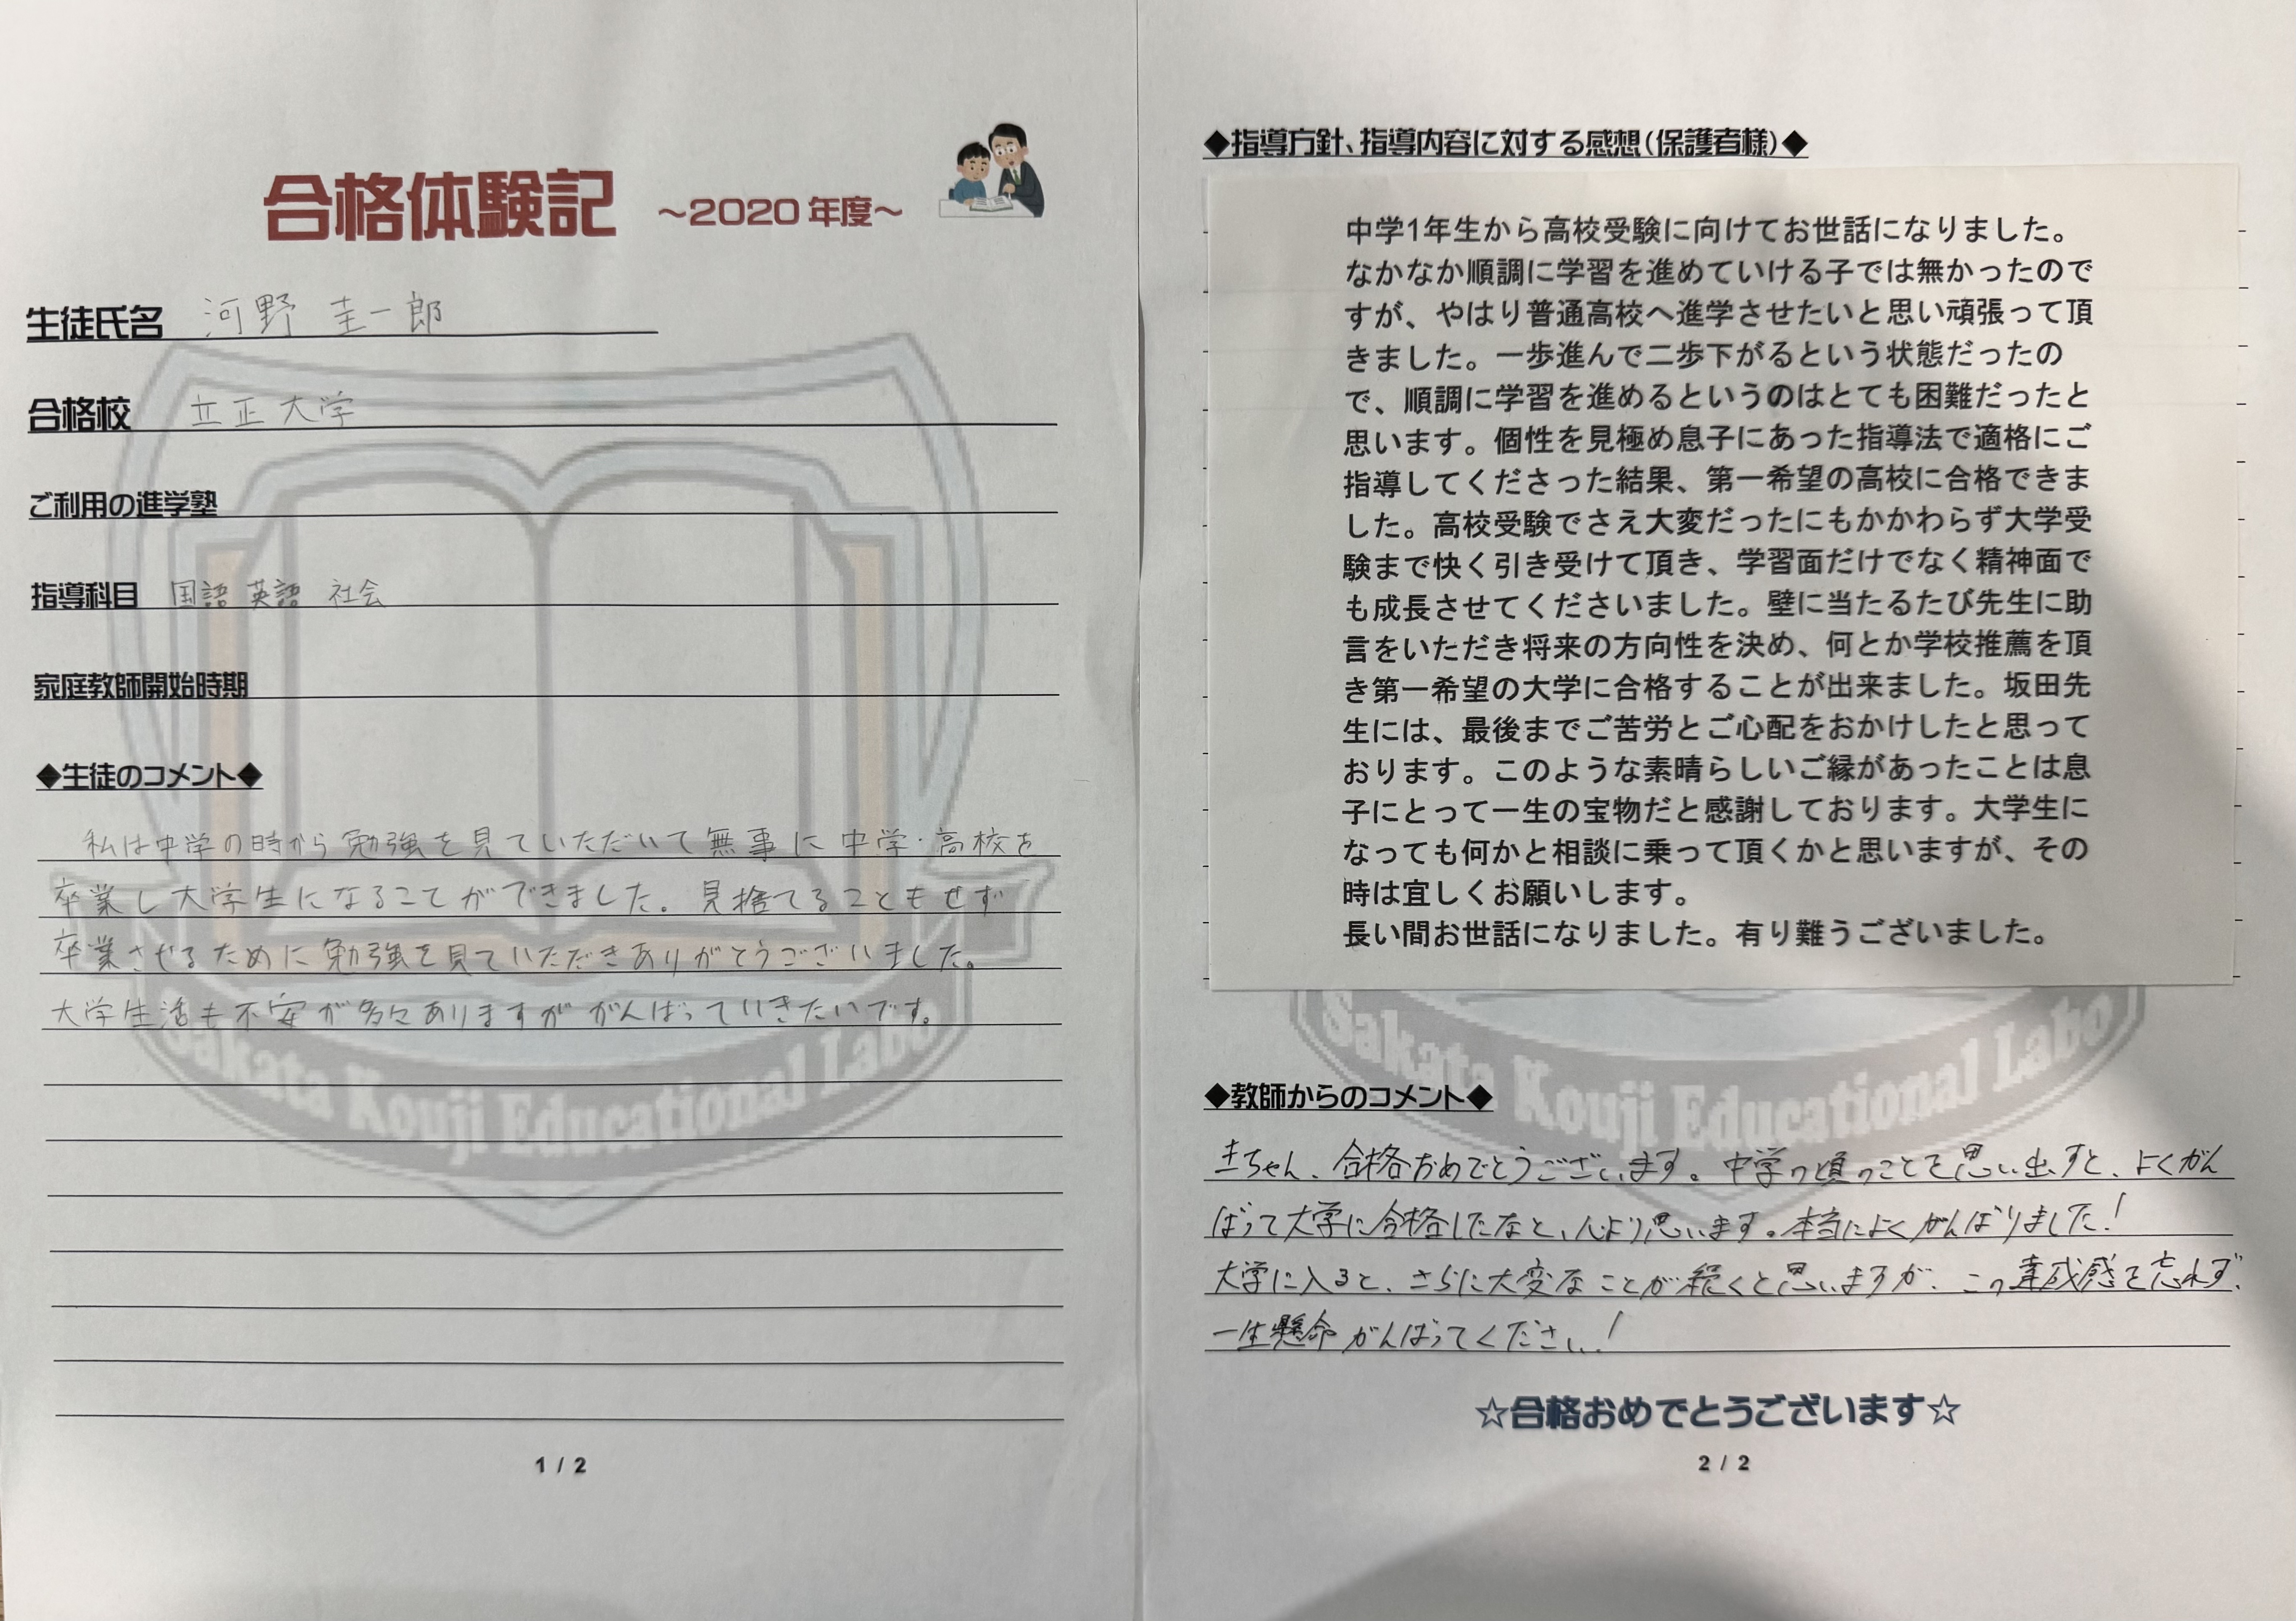 合格体験記 ～2020年度～
生徒氏名 河野 圭一郎
合格校 立正大学
ご利用の進学塾
指導科目 国語 英語 社会
家庭教師開始時期
◆生徒のコメント◆
私は中学の時から勉強を見ていただいて無事に中学・高校を
卒業し大学生になることができました。見捨てることもせず
卒業させるために勉強を見ていただきありがとうございました。
大学生活も不安が多々ありますががんばっていきたいです。
Sakata Kouji Educational Labo
1 / 2
◆指導方針、指導内容に対する感想(保護者様)◆
中学1年生から高校受験に向けてお世話になりました。
なかなか順調に学習を進めていける子では無かったので
すが、やはり普通高校へ進学させたいと思い頑張って頂
きました。一歩進んで二歩下がるという状態だったの
で、順調に学習を進めるというのはとても困難だったと
思います。個性を見極め息子にあった指導法で適格にご
指導してくださった結果、第一希望の高校に合格できま
した。高校受験でさえ大変だったにもかかわらず大学受
験まで快く引き受けて頂き、学習面だけでなく精神面で
も成長させてくださいました。壁に当たるたび先生に助
言をいただき将来の方向性を決め、何とか学校推薦を頂
き第一希望の大学に合格することが出来ました。坂田先
生には、最後までご苦労とご心配をおかけしたと思って
おります。このような素晴らしいご縁があったことは息
子にとって一生の宝物だと感謝しております。大学生に
なっても何かと相談に乗って頂くかと思いますが、その
時は宜しくお願いします。
長い間お世話になりました。有り難うございました。
Sakata Kouji Educational Labo
◆教師からのコメント◆
圭ちゃん、合格おめでとうございます。中学の頃のことを思い出すと、よくがん
ばって大学に合格したなと、心より思います。本当によくがんばりました！
大学に入ると、さらに大変なことが続くと思いますが、この達成感を忘れず、
一生懸命がんばってください！
☆合格おめでとうございます☆
2 / 2